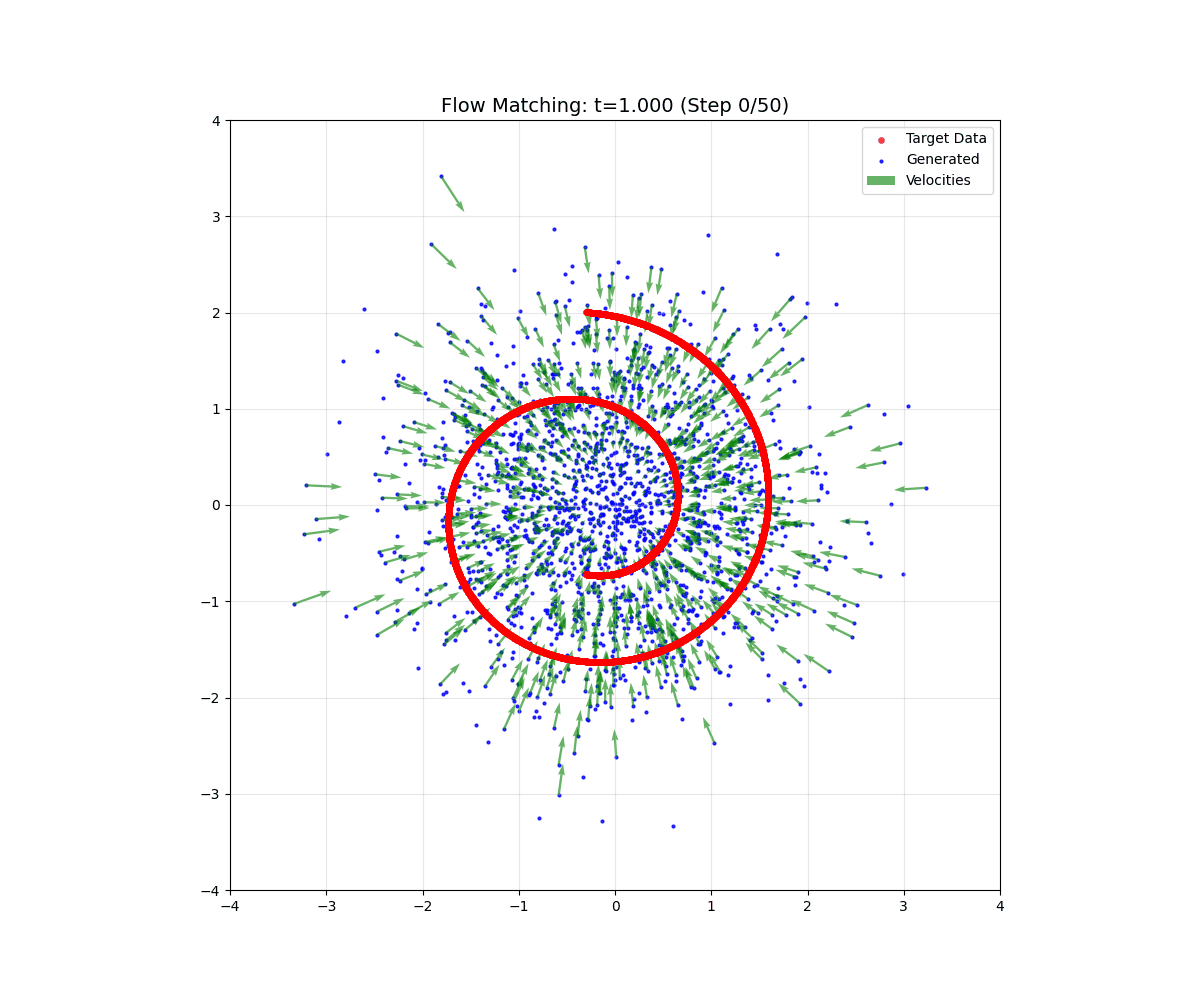 Flow Matching: t=1.000 (Step 0/50)
Target Data
Generated
Velocities
4
3
2
1
0
−1
−2
−3
−4
−4 −3 −2 −1 0 1 2 3 4